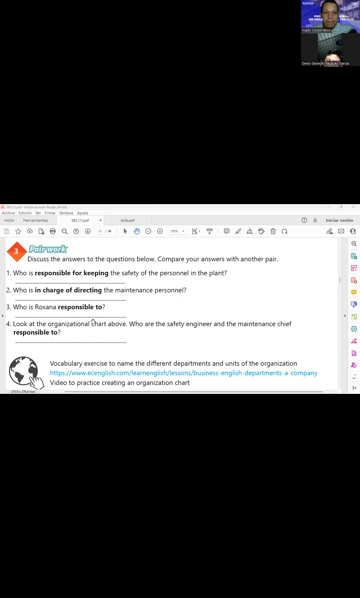 Inicio
Herramientas
Iniciar sesión
Archivo Edición Ver Firmar Ventana Ayuda
3 Pair work
Discuss the answers to the questions below. Compare your answers with another pair.
1. Who is responsible for keeping the safety of the personnel in the plant?
2. Who is in charge of directing the maintenance personnel?
3. Who is Roxana responsible to?
4. Look at the organizational chart above. Who are the safety engineer and the maintenance chief
responsible to?
Vocabulary exercise to name the different departments and units of the organization
https://www.ecenglish.com/learnenglish/lessons/business-english-departments-a-company
Video to practice creating an organization chart